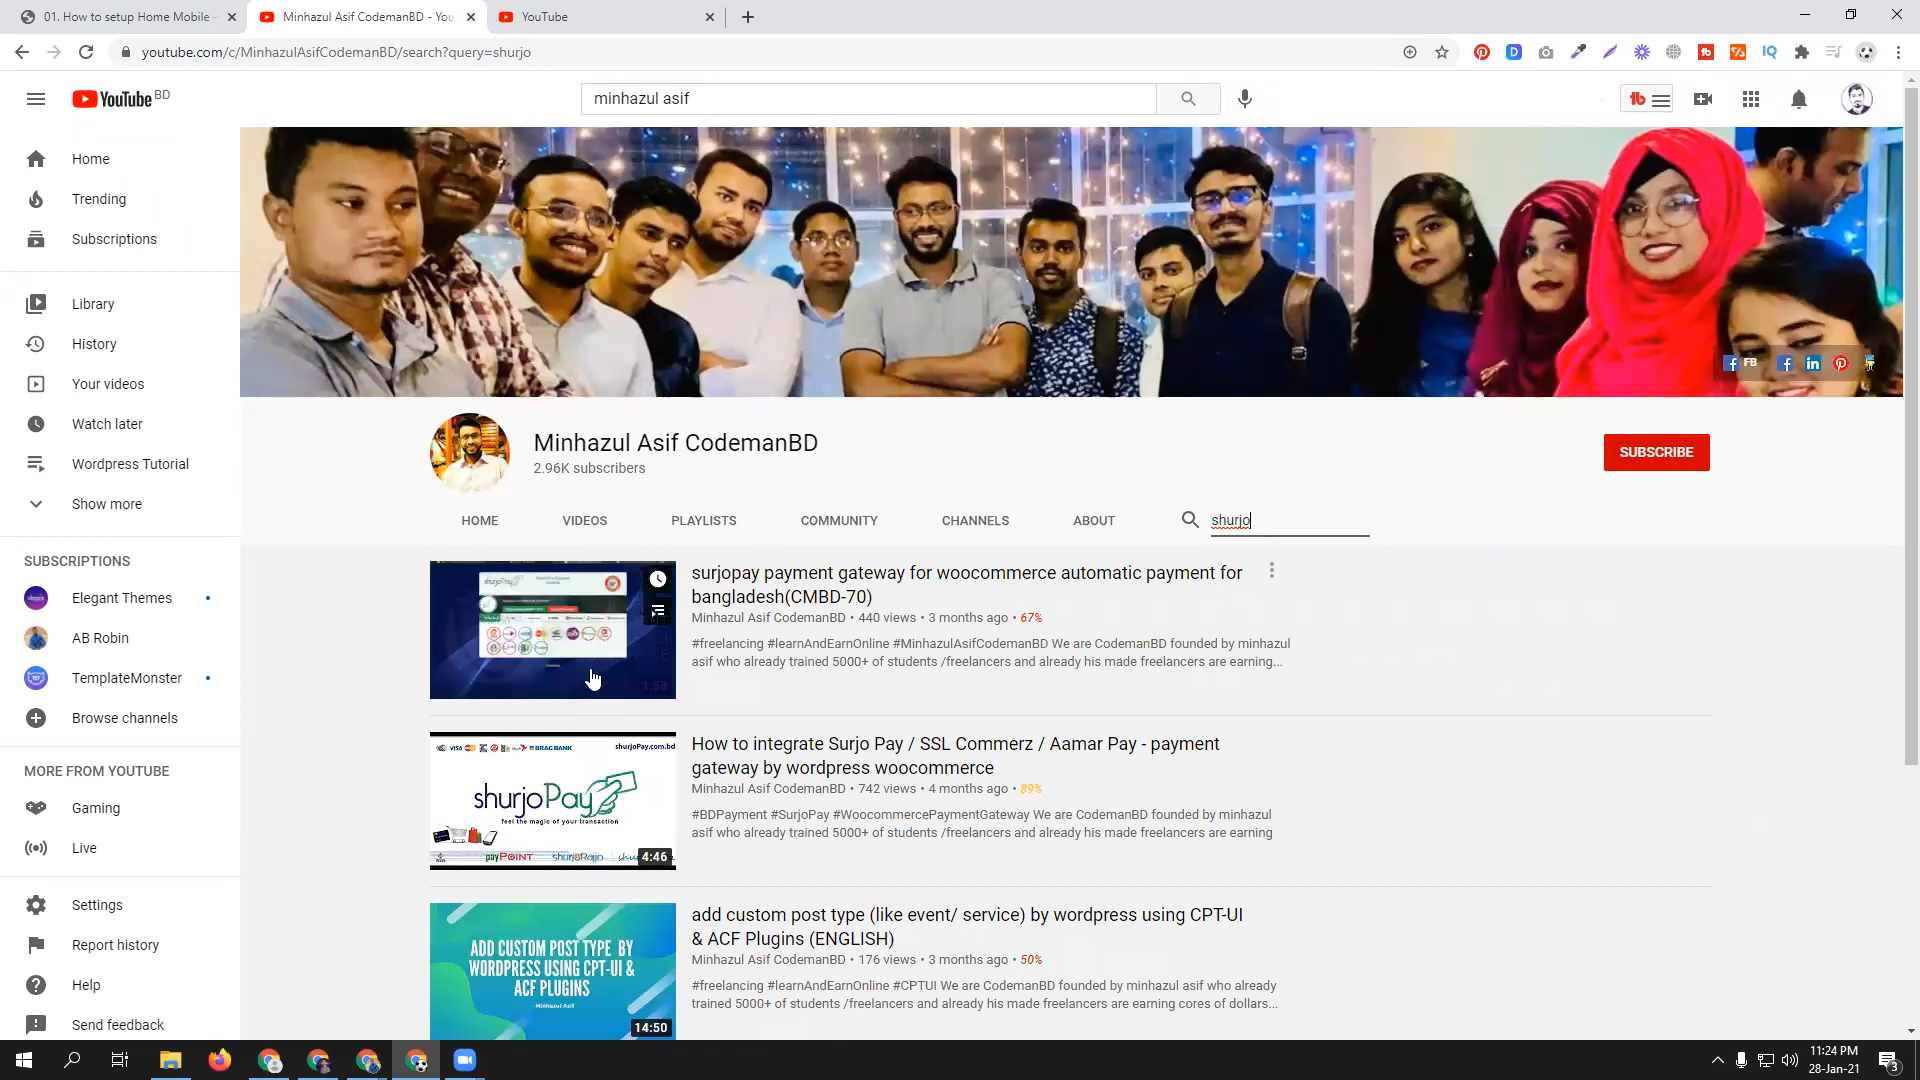 01. How to setup Home Mobile
Minhazul Asif CodemanBD - You
YouTube
youtube.com/c/MinhazulAsifCodemanBD/search?query=shurjo
YouTube BD
minhazul asif
Home
Trending
Subscriptions
Library
History
Your videos
Watch later
Wordpress Tutorial
Show more
SUBSCRIPTIONS
Elegant Themes
AB Robin
TemplateMonster
Browse channels
MORE FROM YOUTUBE
Gaming
Live
Settings
Report history
Help
Send feedback
FB
Minhazul Asif CodemanBD
2.96K subscribers
SUBSCRIBE
HOME VIDEOS PLAYLISTS COMMUNITY CHANNELS ABOUT shurjo
surjopay payment gateway for woocommerce automatic payment for
bangladesh(CMBD-70)
Minhazul Asif CodemanBD • 440 views • 3 months ago • 67%
#freelancing #learnAndEarnOnline #MinhazulAsifCodemanBD We are CodemanBD founded by minhazul
asif who already trained 5000+ of students /freelancers and already his made freelancers are earning...
VISA BRAC BANK shurjoPay.com.bd
shurjoPay
feel the magic of your transaction
payPOINT shurjoRajjo
4:46
How to integrate Surjo Pay / SSL Commerz / Aamar Pay - payment
gateway by wordpress woocommerce
Minhazul Asif CodemanBD • 742 views • 4 months ago • 89%
#BDPayment #SurjoPay #WoocommercePaymentGateway We are CodemanBD founded by minhazul
asif who already trained 5000+ of students /freelancers and already his made freelancers are earning
ADD CUSTOM POST TYPE BY
WORDPRESS USING CPT-UI &
ACF PLUGINS
- Minhazul Asif
14:50
add custom post type (like event/ service) by wordpress using CPT-UI
& ACF Plugins (ENGLISH)
Minhazul Asif CodemanBD • 176 views • 3 months ago • 50%
#freelancing #learnAndEarnOnline #CPTUI We are CodemanBD founded by minhazul asif who already
trained 5000+ of students /freelancers and already his made freelancers are earning cores of dollars...
11:24 PM
28-Jan-21
3